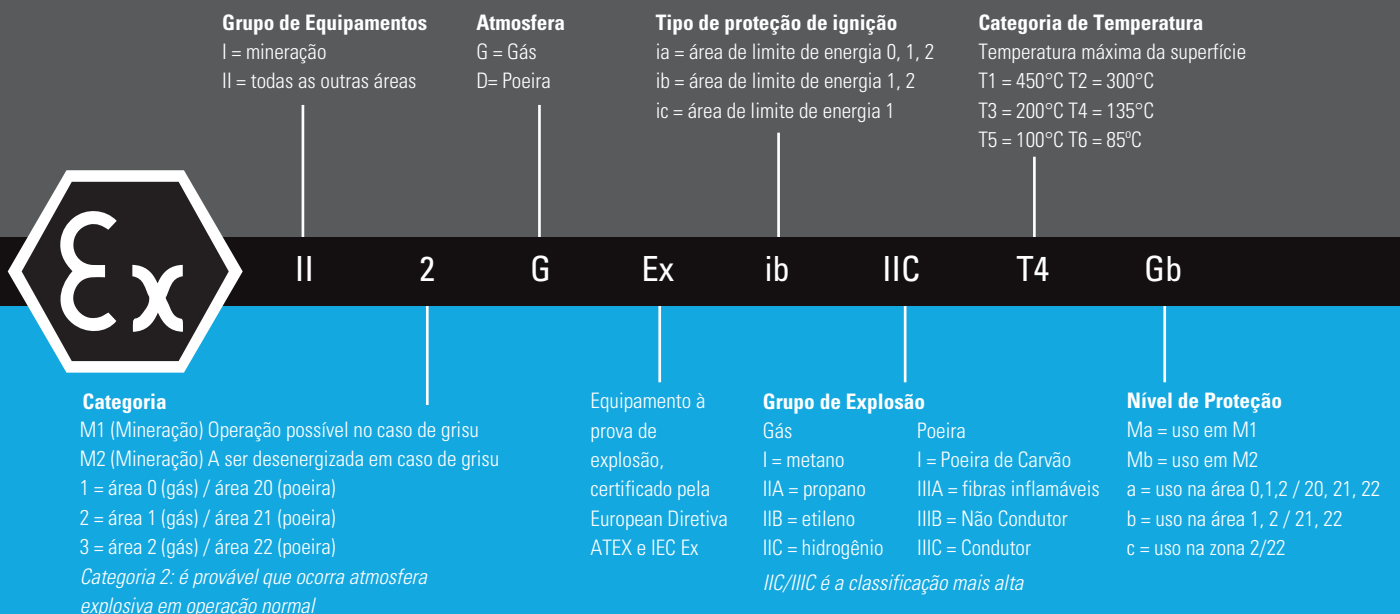 Grupo de Equipamentos
I = mineração
II = todas as outras áreas
Atmosfera
G = Gás
D= Poeira
Tipo de proteção de ignição
ia = área de limite de energia 0, 1, 2
ib = área de limite de energia 1, 2
ic = área de limite de energia 1
Categoria de Temperatura
Temperatura máxima da superfície
T1 = 450°C T2 = 300°C
T3 = 200°C T4 = 135°C
T5 = 100°C T6 = 85ºC
Ex II 2 G Ex ib IIC T4 Gb
Categoria
M1 (Mineração) Operação possível no caso de grisu
M2 (Mineração) A ser desenergizada em caso de grisu
1 = área 0 (gás) / área 20 (poeira)
2 = área 1 (gás) / área 21 (poeira)
3 = área 2 (gás) / área 22 (poeira)
Categoria 2: é provável que ocorra atmosfera
explosiva em operação normal
Equipamento à
prova de
explosão,
certificado pela
European Diretiva
ATEX e IEC Ex
Grupo de Explosão
Gás
I = metano
IIA = propano
IIB = etileno
IIC = hidrogênio
Poeira
I = Poeira de Carvão
IIIA = fibras inflamáveis
IIIB = Não Condutor
IIIC = Condutor
IIC/IIIC é a classificação mais alta
Nível de Proteção
Ma = uso em M1
Mb = uso em M2
a = uso na área 0,1,2 / 20, 21, 22
b = uso na área 1, 2 / 21, 22
c = uso na zona 2/22